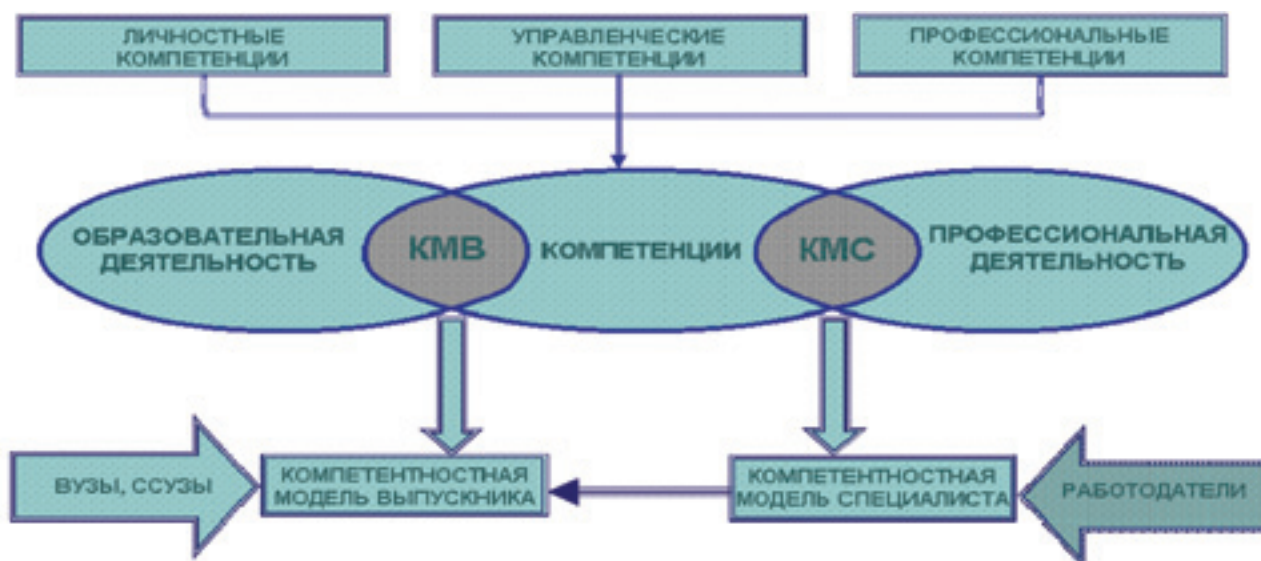 ЛИЧНОСТНЫЕ
КОМПЕТЕНЦИИ
УПРАВЛЕНЧЕСКИЕ
КОМПЕТЕНЦИИ
ПРОФЕССИОНАЛЬНЫЕ
КОМПЕТЕНЦИИ
ОБРАЗОВАТЕЛЬНАЯ
ДЕЯТЕЛЬНОСТЬ
КМВ
КОМПЕТЕНЦИИ
КМС
ПРОФЕССИОНАЛЬНАЯ
ДЕЯТЕЛЬНОСТЬ
ВУЗЫ, ССУЗЫ
КОМПЕТЕНТНОСТНАЯ
МОДЕЛЬ ВЫПУСКНИКА
КОМПЕТЕНТНОСТНАЯ
МОДЕЛЬ СПЕЦИАЛИСТА
РАБОТОДАТЕЛИ